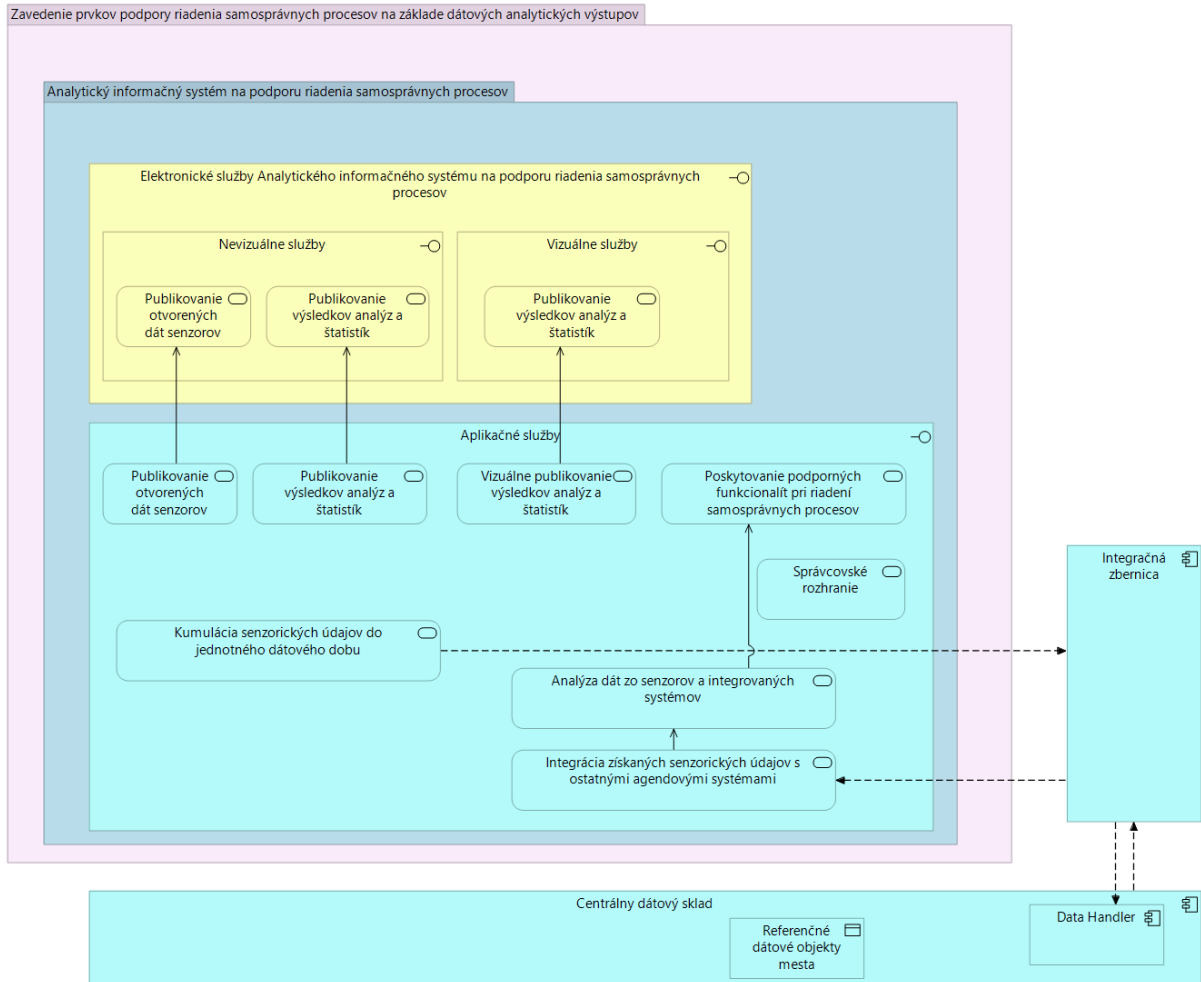 Zavedenie prvkov podpory riadenia samosprávnych procesov na základe dátových analytických výstupov
Analytický informačný systém na podporu riadenia samosprávnych procesov
Elektronické služby Analytického informačného systému na podporu riadenia samosprávnych
procesov
Nevizuálne služby
Vizuálne služby
Publikovanie
otvorených
dát senzorov
Publikovanie
výsledkov analýz a
štatistík
Publikovanie
výsledkov analýz a
štatistík
Aplikačné služby
Publikovanie
otvorených
dát senzorov
Publikovanie
výsledkov analýz a
štatistík
Vizuálne publikovanie
výsledkov analýz a
štatistík
Poskytovanie podporných
funkcionalít pri riadení
samosprávnych procesov
Správcovské
rozhranie
Integračná
zbernica
Kumulácia senzorických údajov do
jednotného dátového dobu
Analýza dát zo senzorov a integrovaných
systémov
Integrácia získaných senzorických údajov s
ostatnými agendovými systémami
Centrálny dátový sklad
Referenčné
dátové objekty
mesta
Data Handler